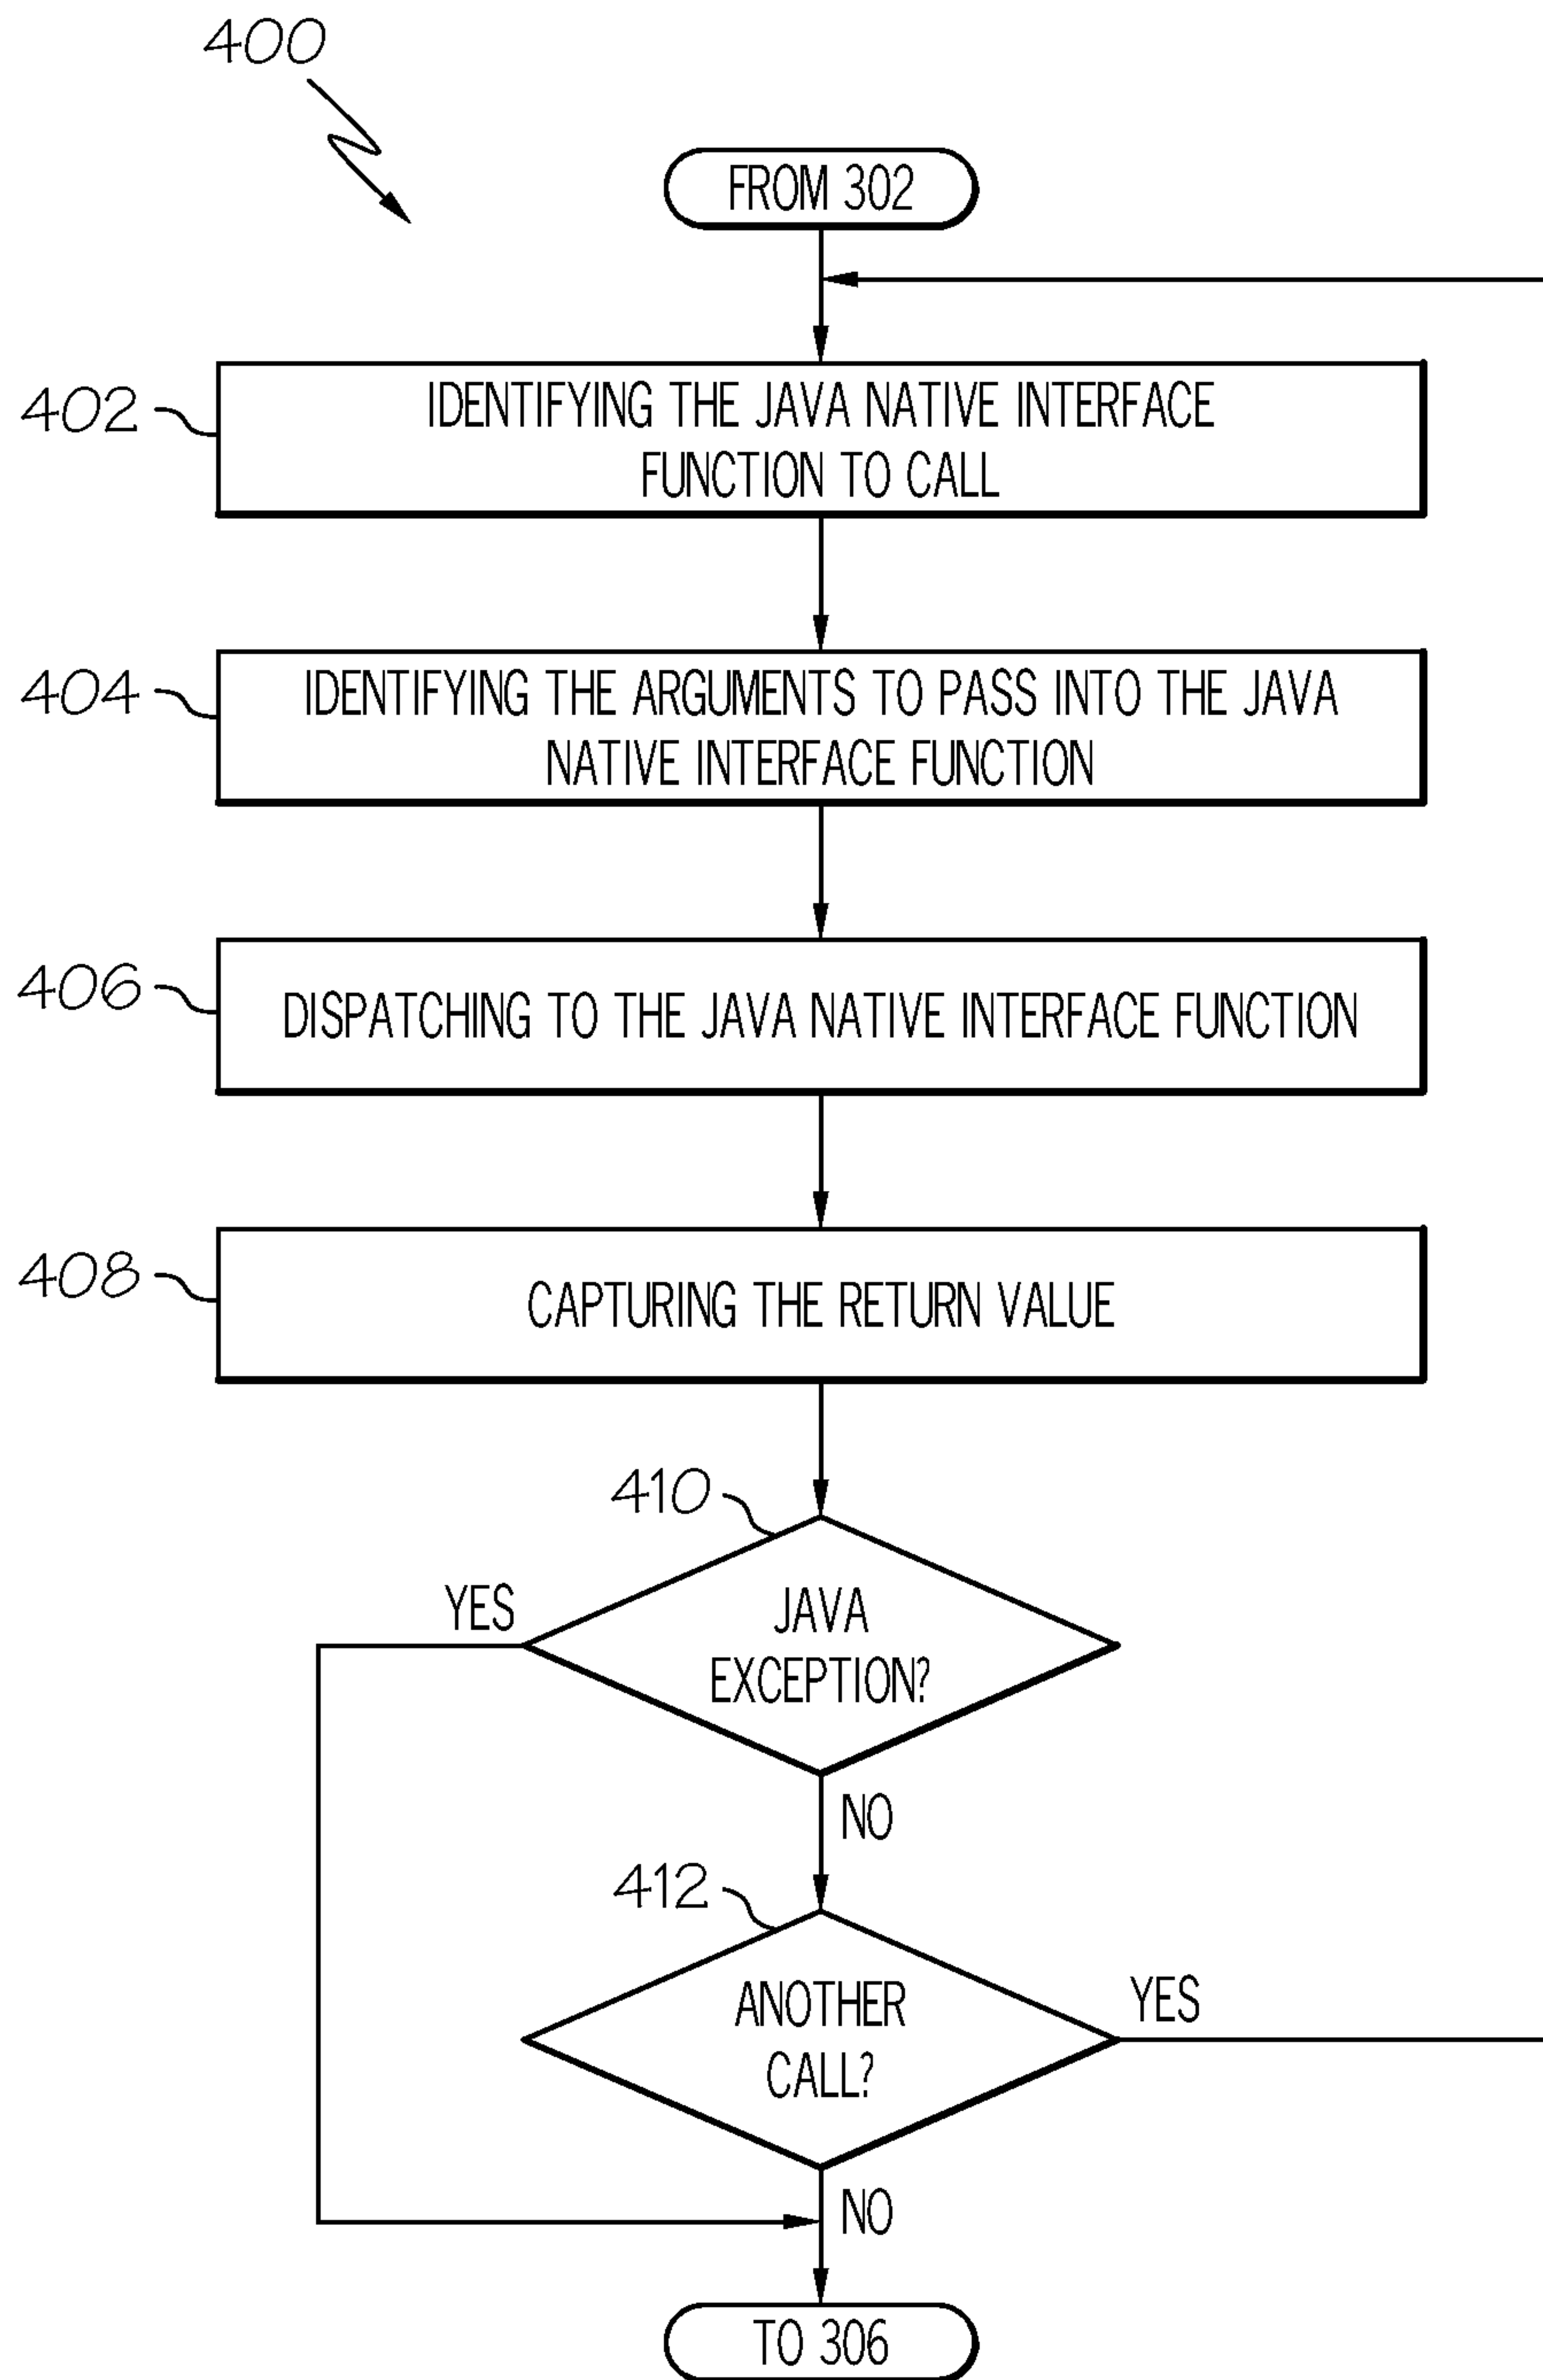 400
FROM 302
402
IDENTIFYING THE JAVA NATIVE INTERFACE
FUNCTION TO CALL
404
IDENTIFYING THE ARGUMENTS TO PASS INTO THE JAVA
NATIVE INTERFACE FUNCTION
406
DISPATCHING TO THE JAVA NATIVE INTERFACE FUNCTION
408
CAPTURING THE RETURN VALUE
410
YES
JAVA
EXCEPTION?
NO
412
ANOTHER
CALL?
YES
NO
TO 306